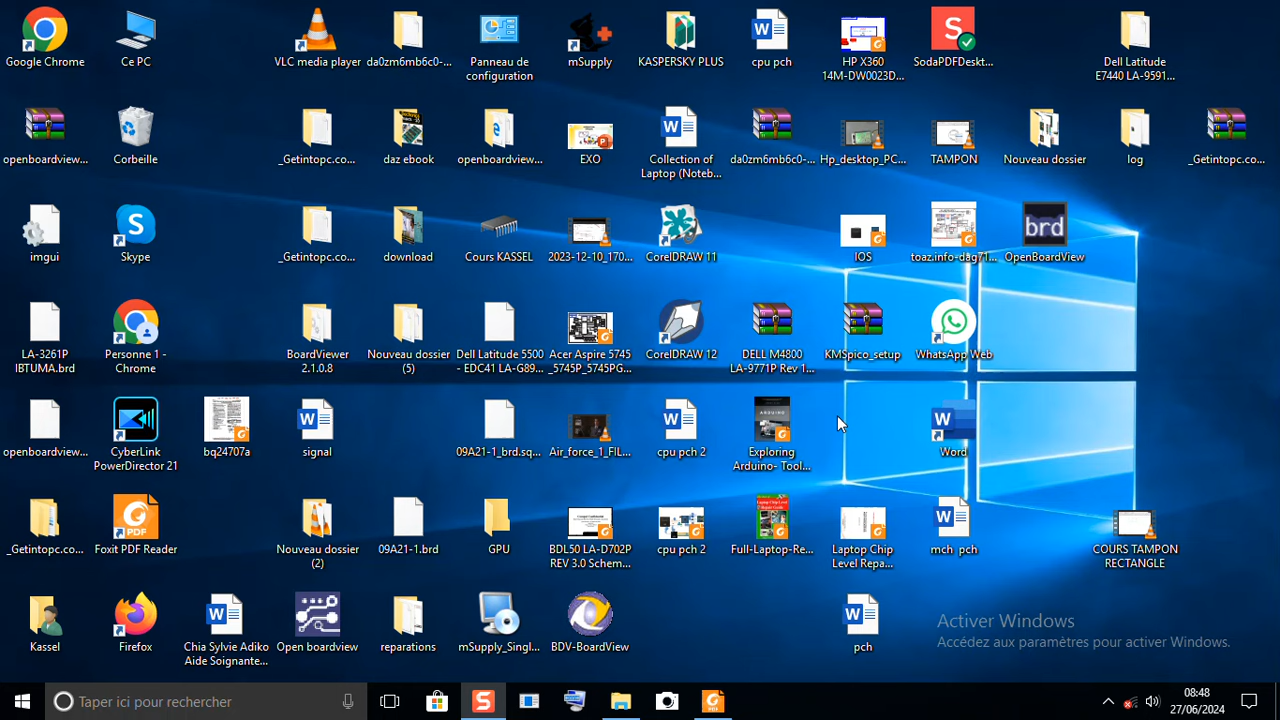 Google Chrome
Ce PC
VLC media player
da0zm6mb6c0-...
Panneau de
configuration
mSupply
KASPERSKY PLUS
cpu pch
HP X360
14M-DW0023D...
SodaPDFDeskt...
Dell Latitude
E7440 LA-9591...
openboardview...
Corbeille
_Getintopc.co...
daz ebook
openboardview...
EXO
Collection of
Laptop (Noteb...
da0zm6mb6c0-...
Hp_desktop_PC...
TAMPON
Nouveau dossier
log
_Getintopc.co...
imgui
Skype
_Getintopc.co...
download
Cours KASSEL
2023-12-10_170...
CorelDRAW 11
IOS
toaz.info-dag71...
brd
OpenBoardView
LA-3261P
IBTUMA.brd
Personne 1 -
Chrome
BoardViewer
2.1.0.8
Nouveau dossier
(5)
Dell Latitude 5500
- EDC41 LA-G89...
Acer Aspire 5745
_5745P_5745PG...
CorelDRAW 12
DELL M4800
LA-9771P Rev 1...
KMSpico_setup
WhatsApp Web
openboardview...
CyberLink
PowerDirector 21
bq24707a
signal
09A21-1_brd.sq...
Air_force_1_FIL...
cpu pch 2
ARDUINO
Exploring
Arduino- Tool...
Word
_Getintopc.co...
PDF
Foxit PDF Reader
Nouveau dossier
(2)
09A21-1.brd
GPU
BDL50 LA-D702P
REV 3.0 Schem...
cpu pch 2
Full-Laptop-Re...
Laptop Chip
Level Repa...
mch pch
COURS TAMPON
RECTANGLE
Kassel
Firefox
Chia Sylvie Adiko
Aide Soignante...
Open boardview
reparations
mSupply_Singl...
BDV-BoardView
pch
Activer Windows
Accédez aux paramètres pour activer Windows.
Taper ici pour rechercher
08:48
27/06/2024